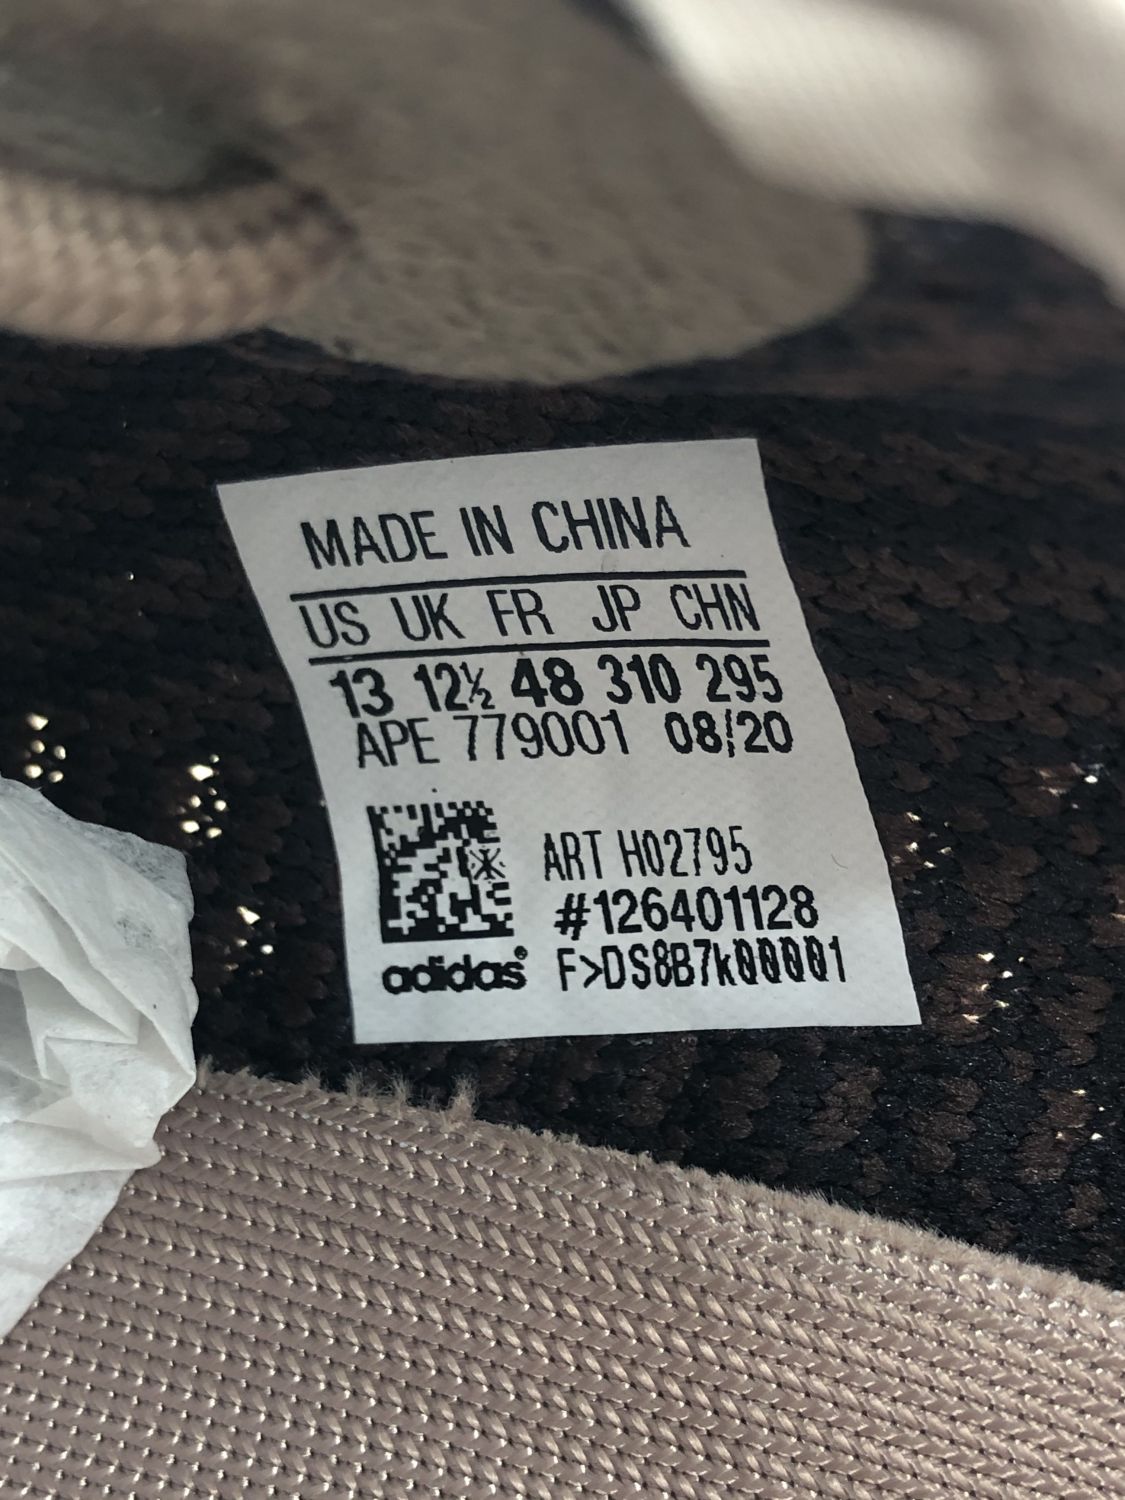 MADE IN CHINA
US UK FR JP CHN
13 12½ 48 310 295
APE 779001 08/20
ART H02795
#126401128
adidas® F>DS8B7k00001